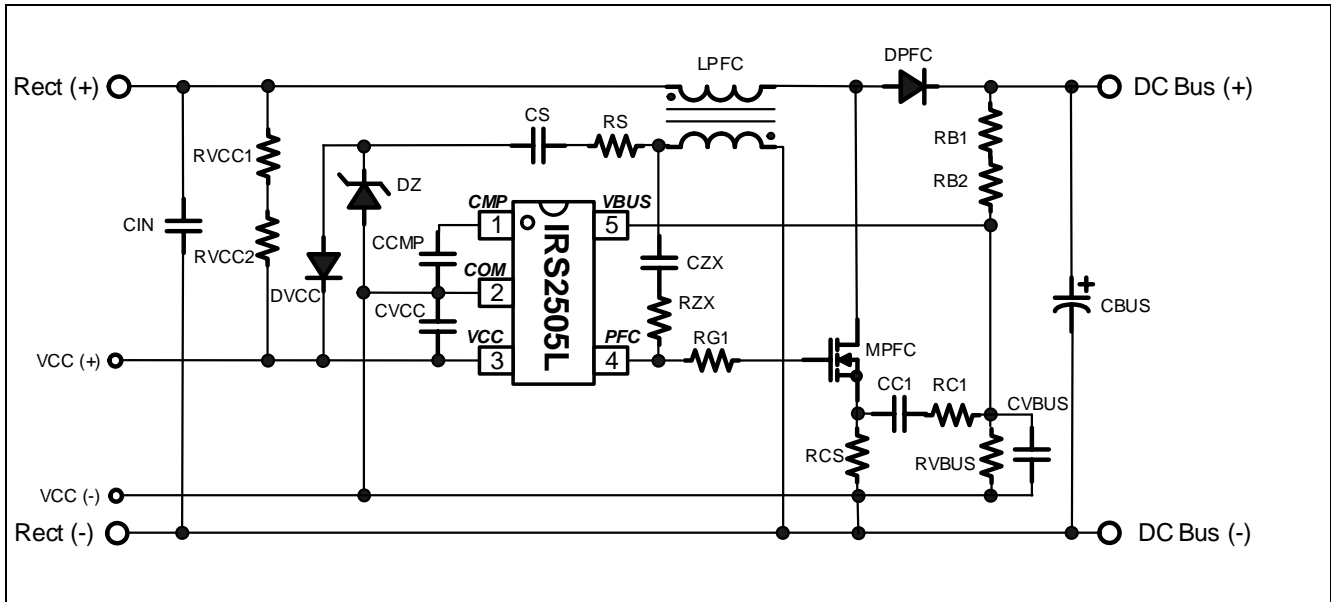 LPFC
DPFC
Rect (+)
DC Bus (+)
CS
RS
RB1
RVCC1
DZ
RB2
CMP
VBUS
1
5
CIN
CCMP
RVCC2
CZX
COM
IRS2505L
2
DVCC
CVCC
RZX
CBUS
VCC
PFC
RG1
MPFC
VCC (+)
3
4
CC1
RC1
CVBUS
RCS
RVBUS
VCC (-)
Rect (-)
DC Bus (-)
+